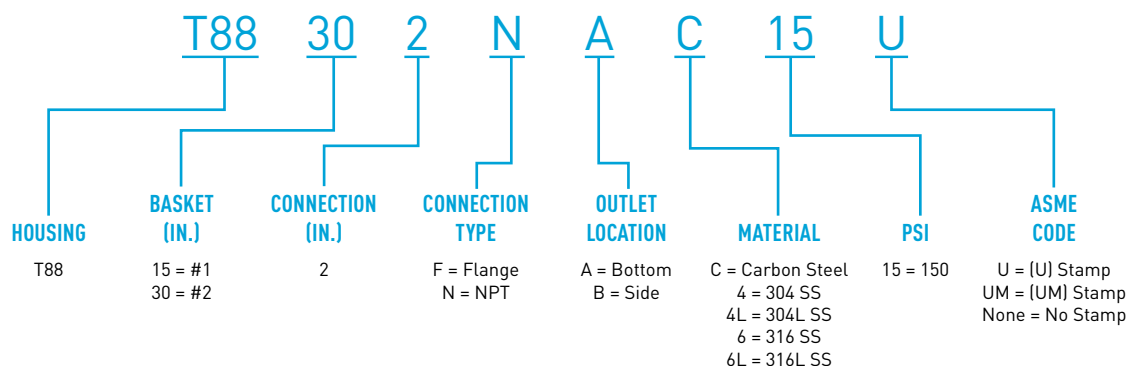 T88 30 2 N A C 15 U
HOUSING
T88
BASKET
(IN.)
15 = #1
30 = #2
CONNECTION
(IN.)
2
CONNECTION
TYPE
F = Flange
N = NPT
OUTLET
LOCATION
A = Bottom
B = Side
MATERIAL
C = Carbon Steel
4 = 304 SS
4L = 304L SS
6 = 316 SS
6L = 316L SS
PSI
15 = 150
ASME
CODE
U = (U) Stamp
UM = (UM) Stamp
None = No Stamp